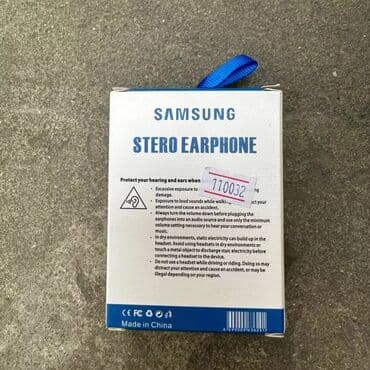 SAMSUNG
STERO EARPHONE
110032
Protect your hearing and ears when
• Excessive exposure to
damage.
• Exposure to loud sounds while walk
attention and cause an accident.
• Always turn the volume down before plugging the
earphones into an audio source and use only the minimum
volume setting necessary to hear your conversation or
music.
• In dry environments, static electricity can build up in the
headset. Avoid using headsets in dry environments or
touch a metal object to discharge static electricity before
connecting a headset to the device.
• Do not use a headset while driving or riding. Doing so may
distract your attention and cause an accident, or may be
illegal depending on your region.
CE
Made in China